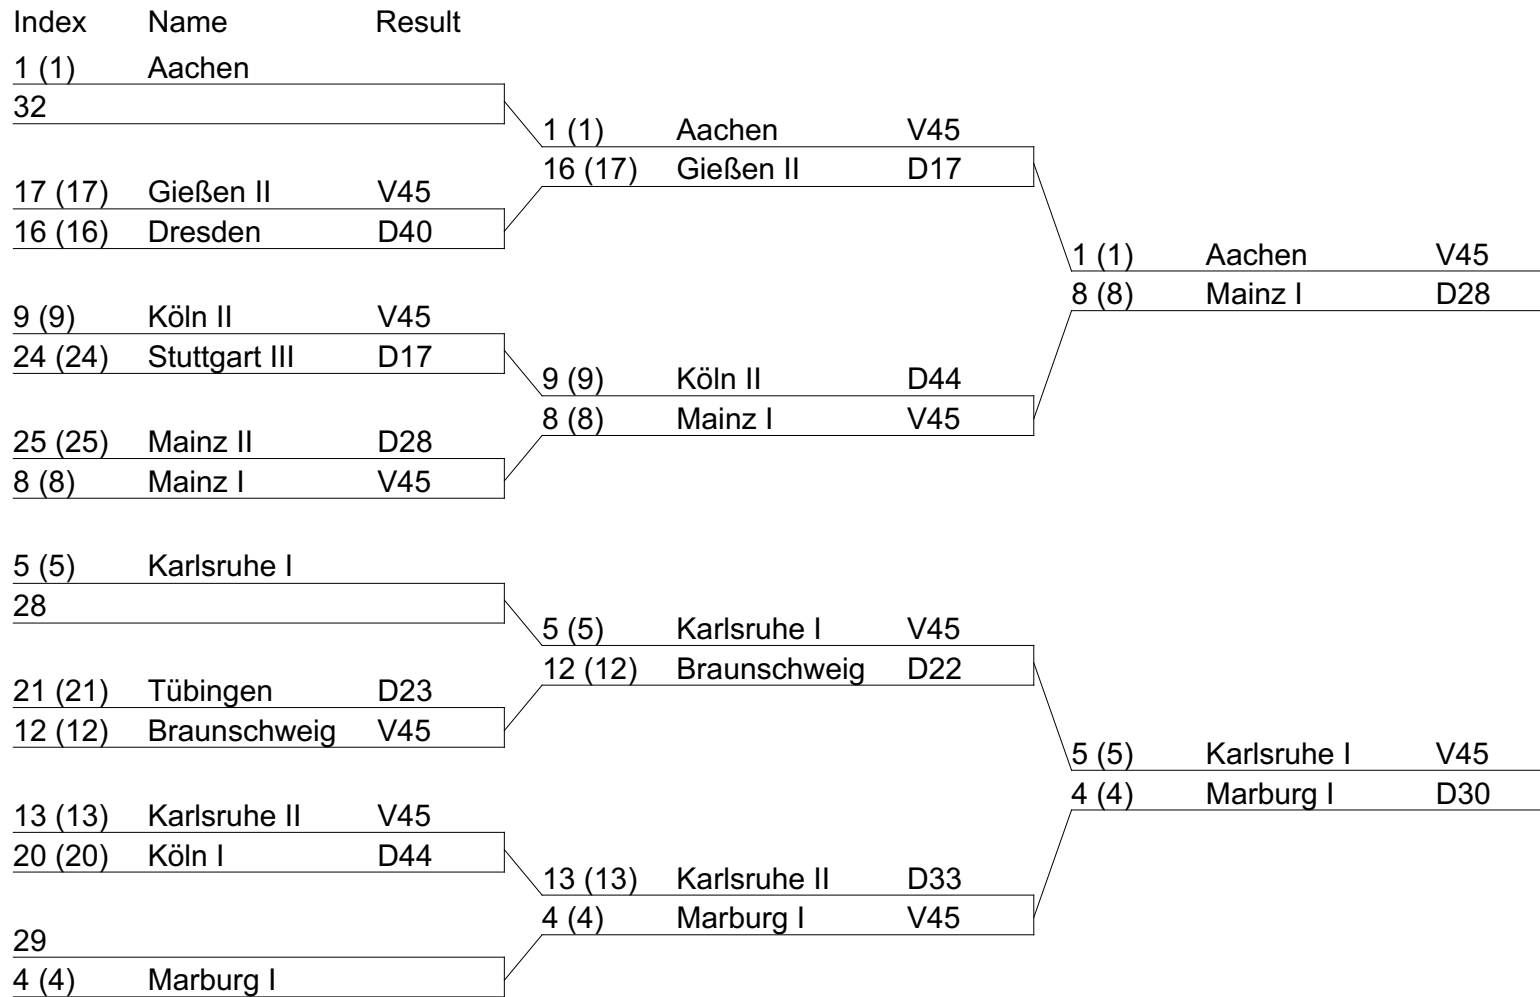 Index Name Result
1 (1) Aachen
32
1 (1) Aachen V45
16 (17) Gießen II D17
17 (17) Gießen II V45
16 (16) Dresden D40
1 (1) Aachen V45
8 (8) Mainz I D28
9 (9) Köln II V45
24 (24) Stuttgart III D17
9 (9) Köln II D44
8 (8) Mainz I V45
25 (25) Mainz II D28
8 (8) Mainz I V45
5 (5) Karlsruhe I
28
5 (5) Karlsruhe I V45
12 (12) Braunschweig D22
21 (21) Tübingen D23
12 (12) Braunschweig V45
5 (5) Karlsruhe I V45
4 (4) Marburg I D30
13 (13) Karlsruhe II V45
20 (20) Köln I D44
13 (13) Karlsruhe II D33
4 (4) Marburg I V45
29
4 (4) Marburg I